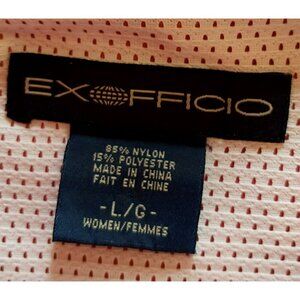 EXOFFICIO
85% NYLON
15% POLYESTER
MADE IN CHINA
FAIT EN CHINE
-L/G-
WOMEN/FEMMES